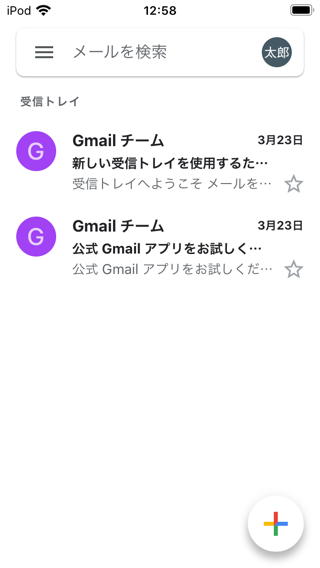 iPod 12:58
メールを検索 太郎
受信トレイ
G Gmail チーム 3月23日
新しい受信トレイを使用するた…
受信トレイへようこそ メールを…
G Gmail チーム 3月23日
公式 Gmail アプリをお試しく…
公式 Gmail アプリをお試しくだ…